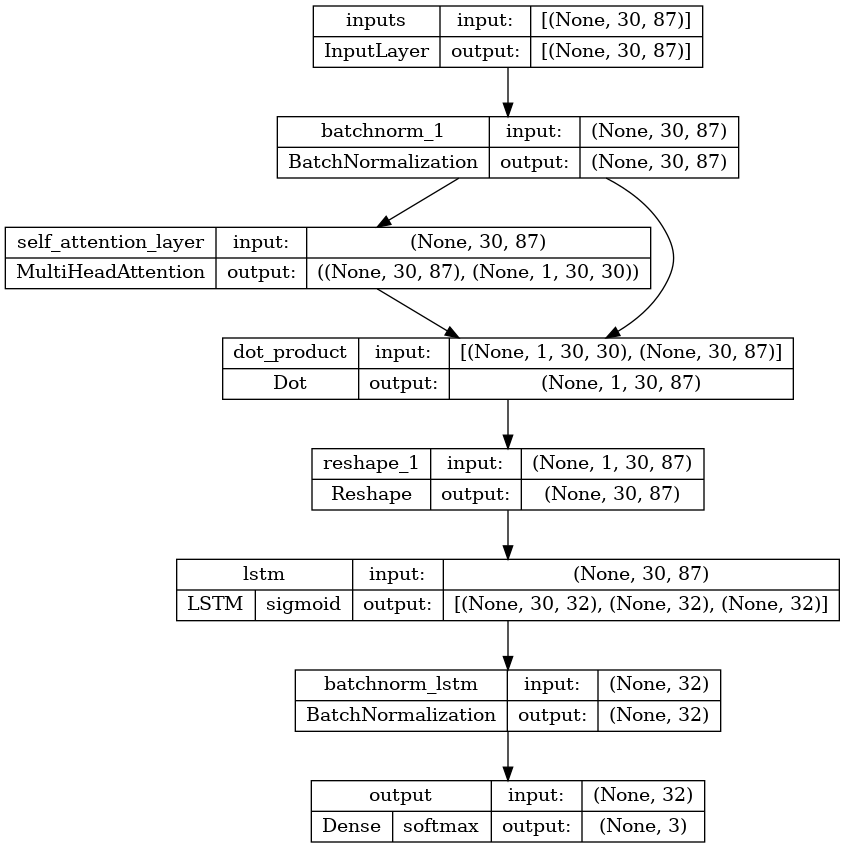 inputs input: [(None, 30, 87)]
InputLayer output: [(None, 30, 87)]
batchnorm_1 input: (None, 30, 87)
BatchNormalization output: (None, 30, 87)
self_attention_layer input: (None, 30, 87)
MultiHeadAttention output: ((None, 30, 87), (None, 1, 30, 30))
dot_product input: [(None, 1, 30, 30), (None, 30, 87)]
Dot output: (None, 1, 30, 87)
reshape_1 input: (None, 1, 30, 87)
Reshape output: (None, 30, 87)
lstm input: (None, 30, 87)
LSTM sigmoid output: [(None, 30, 32), (None, 32), (None, 32)]
batchnorm_lstm input: (None, 32)
BatchNormalization output: (None, 32)
output input: (None, 32)
Dense softmax output: (None, 3)